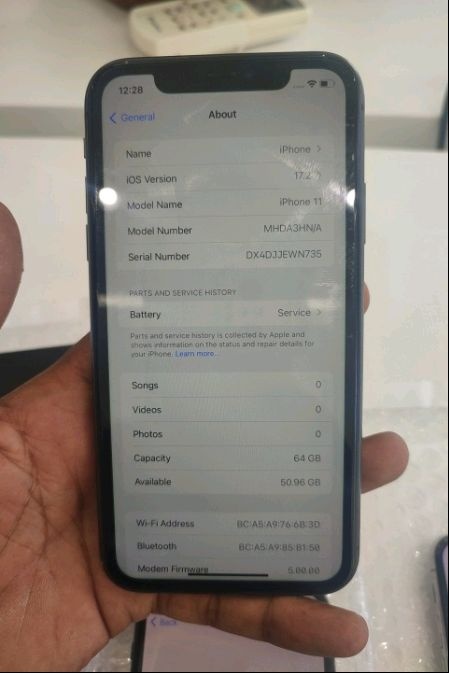 12:28
General
About
Name iPhone
iOS Version 17.2
Model Name iPhone 11
Model Number MHDA3HN/A
Serial Number DX4DJJEWN735
PARTS AND SERVICE HISTORY
Battery Service
Parts and service history is collected by Apple and
shows information on the status and repair details for
your iPhone. Learn more...
Songs 0
Videos 0
Photos 0
Capacity 64 GB
Available 50.96 GB
Wi-Fi Address BC:A5:A9:76:6B:3D
Bluetooth BC:A5:A9:85:B1:50
Modem Firmware 5.00.00
Back